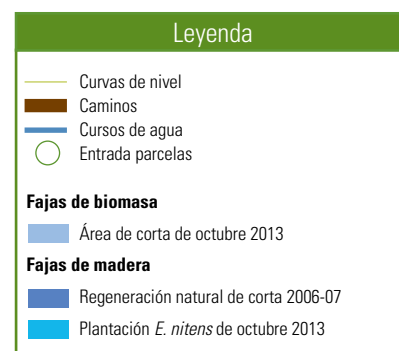 Leyenda
Curvas de nivel
Caminos
Cursos de agua
Entrada parcelas
Fajas de biomasa
Área de corta de octubre 2013
Fajas de madera
Regeneración natural de corta 2006-07
Plantación E. nitens de octubre 2013